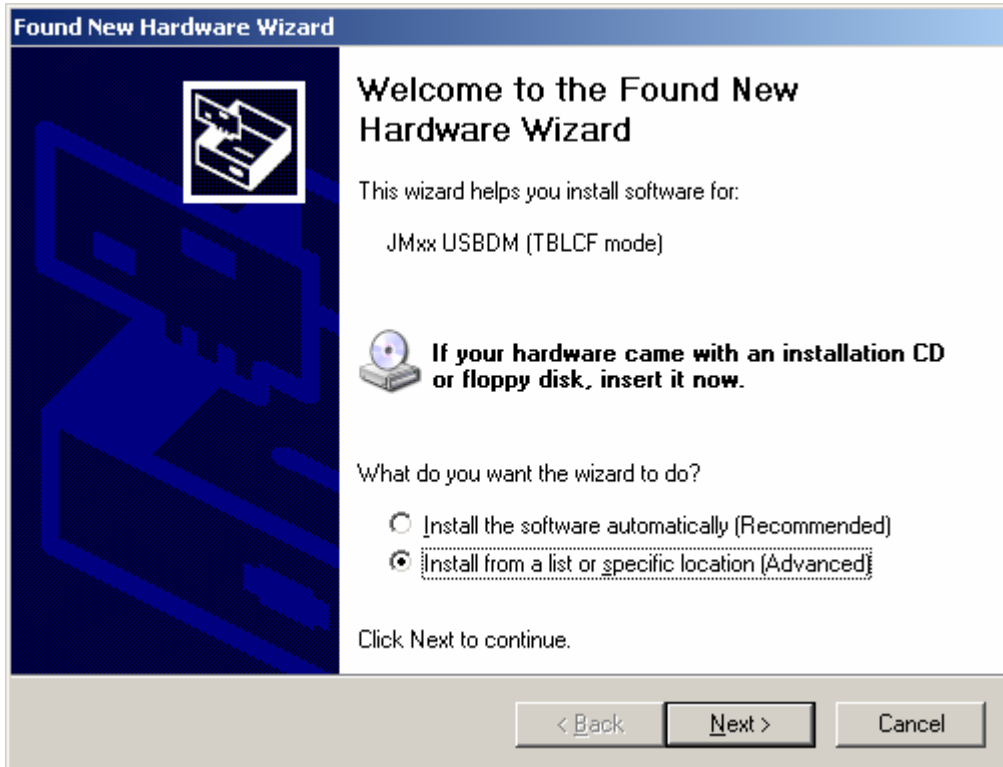 Found New Hardware Wizard
Welcome to the Found New
Hardware Wizard
This wizard helps you install software for:
JMxx USBDM (TBLCF mode)
If your hardware came with an installation CD
or floppy disk, insert it now.
What do you want the wizard to do?
Install the software automatically (Recommended)
Install from a list or specific location (Advanced)
Click Next to continue.
< Back Next > Cancel